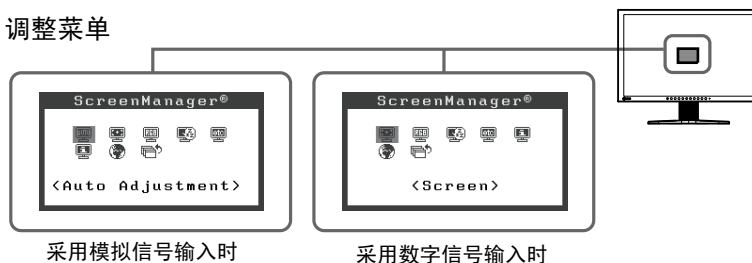 调整菜单
ScreenManager®
<Auto Adjustment>
采用模拟信号输入时
ScreenManager®
<Screen>
采用数字信号输入时